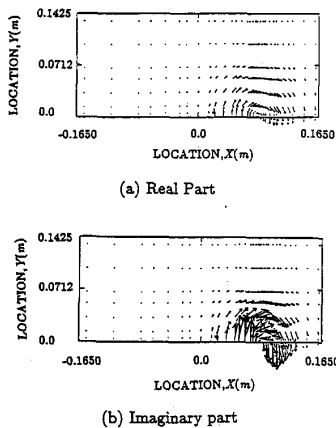 0.1425
LOCATION, Y(m)
0.0712
0.0
-0.1650
0.0
0.1650
LOCATION, X(m)
(a) Real Part
0.1425
LOCATION, Y(m)
0.0712
0.0
-0.1650
0.0
0.1650
LOCATION, X(m)
(b) Imaginary part